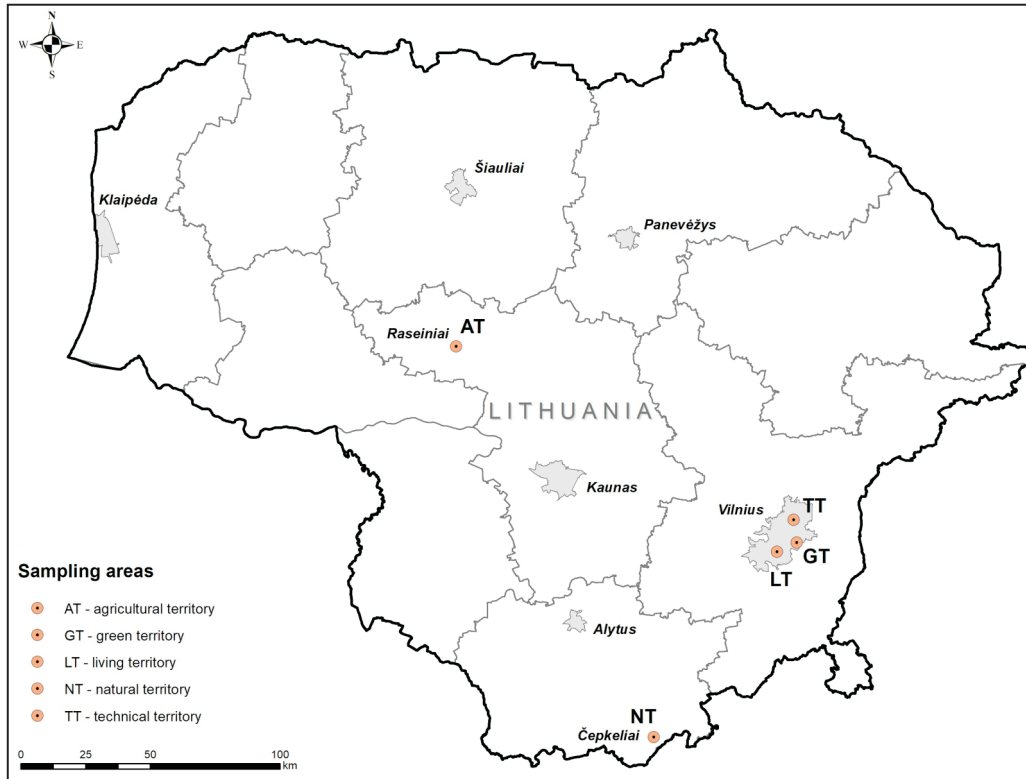 N
W E
S
Šiauliai
Klaipėda
Panevėžys
AT
Raseiniai
LITHUANIA
Kaunas
Vilnius
TT
GT
LT
Sampling areas
AT - agricultural territory
GT - green territory
LT - living territory
NT - natural territory
TT - technical territory
Alytus
NT
Čepkeliai
0 25 50 100
km